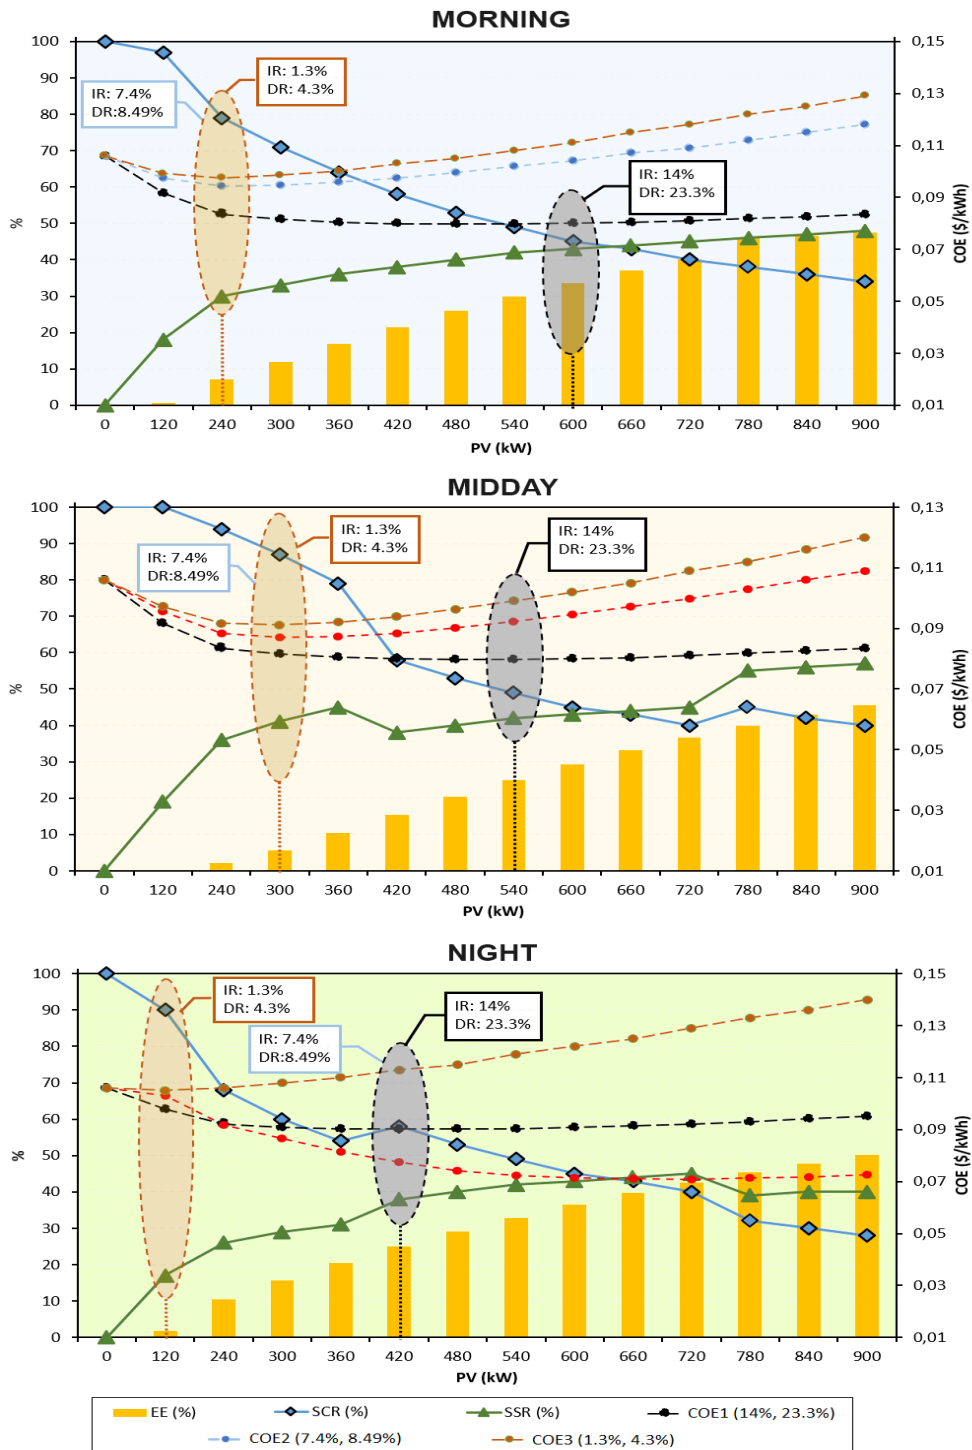 MORNING
100
90
80
70
60
50
40
30
20
10
0
%
IR: 7.4%
DR:8.49%
IR: 1.3%
DR: 4.3%
IR: 14%
DR: 23.3%
0,15
0,13
0,11
0,09
0,07
0,05
0,03
0,01
COE ($/kWh)
0 120 240 300 360 420 480 540 600 660 720 780 840 900
PV (kW)
MIDDAY
100
90
80
70
60
50
40
30
20
10
0
%
IR: 7.4%
DR:8.49%
IR: 1.3%
DR: 4.3%
IR: 14%
DR: 23.3%
0,13
0,11
0,09
0,07
0,05
0,03
0,01
COE ($/kWh)
0 120 240 300 360 420 480 540 600 660 720 780 840 900
PV (kW)
NIGHT
100
90
80
70
60
50
40
30
20
10
0
%
IR: 1.3%
DR: 4.3%
IR: 7.4%
DR:8.49%
IR: 14%
DR: 23.3%
0,15
0,13
0,11
0,09
0,07
0,05
0,03
0,01
COE ($/kWh)
0 120 240 300 360 420 480 540 600 660 720 780 840 900
PV (kW)
EE (%) SCR (%) SSR (%) COE1 (14%, 23.3%)
COE2 (7.4%, 8.49%) COE3 (1.3%, 4.3%)